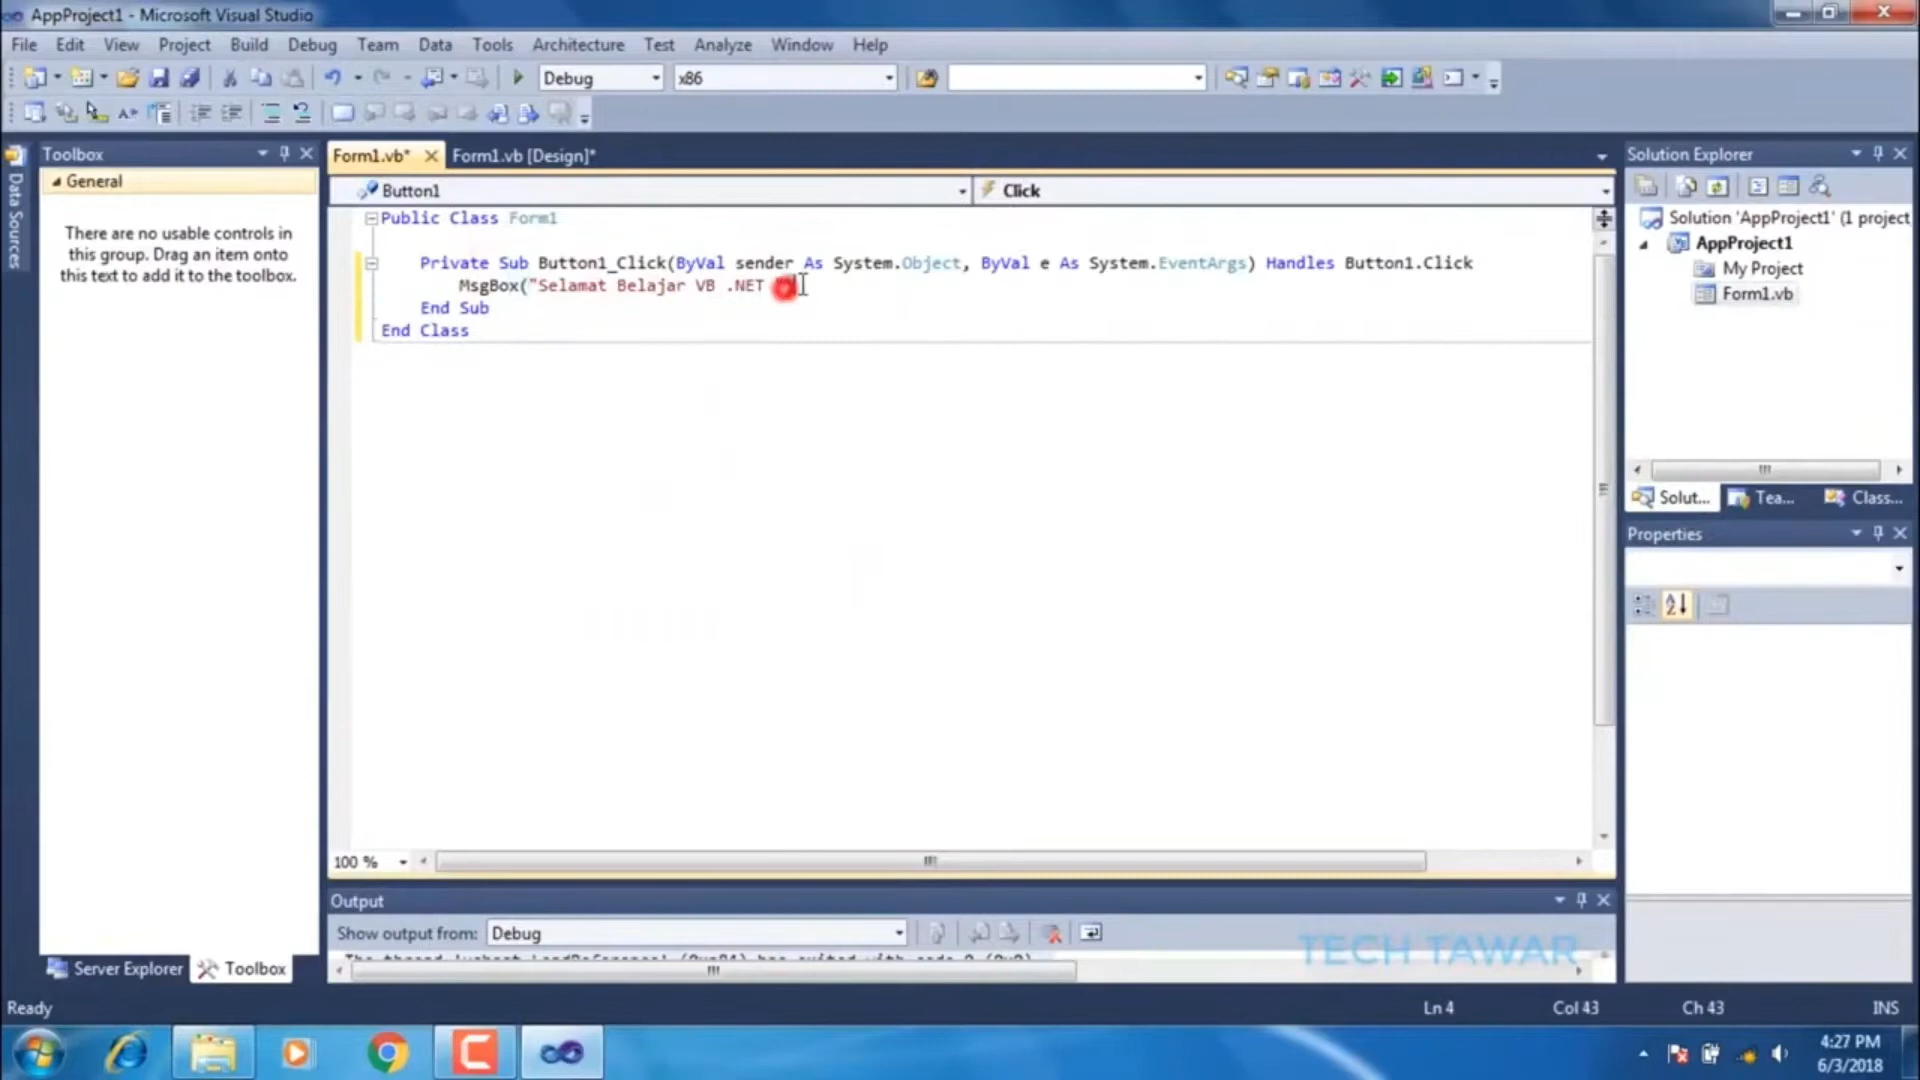 AppProject1 - Microsoft Visual Studio
File Edit View Project Build Debug Team Data Tools Architecture Test Analyze Window Help
Debug x86
Data Sources
Toolbox
General
There are no usable controls in
this group. Drag an item onto
this text to add it to the toolbox.
Server Explorer Toolbox
Form1.vb* Form1.vb [Design]*
Button1 Click
Public Class Form1
Private Sub Button1_Click(ByVal sender As System.Object, ByVal e As System.EventArgs) Handles Button1.Click
MsgBox("Selamat Belajar VB .NET
End Sub
End Class
100 %
Output
Show output from: Debug
TECH TAWAR
Solution Explorer
Solution 'AppProject1' (1 project
AppProject1
My Project
Form1.vb
Solut... Tea... Class...
Properties
Ready Ln 4 Col 43 Ch 43 INS
4:27 PM
6/3/2018